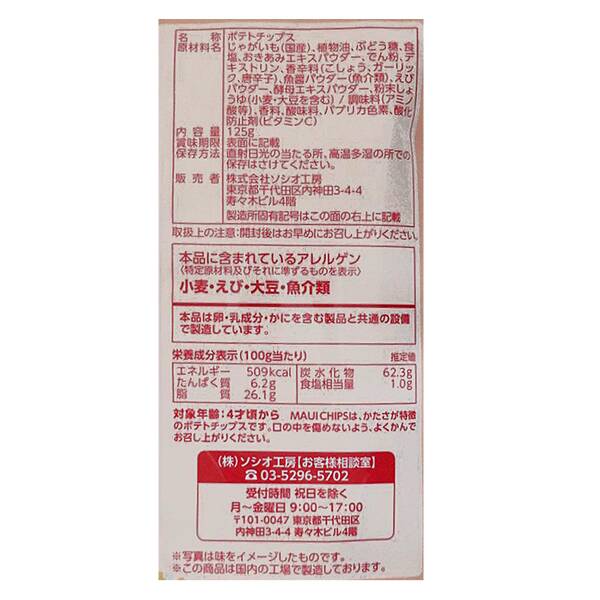 名称 ポテトチップス
原材料名 じゃがいも(国産)、植物油、ぶどう糖、食
塩、おきあみエキスパウダー、でん粉、デ
キストリン、香辛料(こしょう、ガーリッ
ク、唐辛子)、魚醤パウダー(魚介類)、えび
パウダー、酵母エキスパウダー、粉末しょ
うゆ(小麦・大豆を含む) / 調味料(アミノ
酸等)、香料、酸味料、パプリカ色素、酸化
防止剤(ビタミンC)
内容量 125g
賞味期限 表面に記載
保存方法 直射日光の当たる所、高温多湿の所での
保存はさけてください。
販売者 株式会社ソシオ工房
東京都千代田区内神田3-4-4
寿々木ビル4階
製造所固有記号はこの面の右上に記載
取扱上の注意:開封後はお早めにお召し上がりください。
本品に含まれているアレルゲン
(特定原材料及びそれに準ずるものを表示)
小麦・えび・大豆・魚介類
本品は卵・乳成分・かにを含む製品と共通の設備
で製造しています。
栄養成分表示(100g当たり) 推定値
エネルギー 509kcal 炭水化物 62.3g
たんぱく質 6.2g 食塩相当量 1.0g
脂質 26.1g
対象年齢:4才頃から MAUI CHIPSは、かたさが特徴
のポテトチップスです。口の中を傷めないよう、よくかんで
お召し上がりください。
(株)ソシオ工房【お客様相談室】
☎03-5296-5702
受付時間 祝日を除く
月〜金曜日 9:00〜17:00
〒101-0047 東京都千代田区
内神田3-4-4 寿々木ビル4階
※写真は味をイメージしたものです。
※この商品は国内の工場で製造しております。